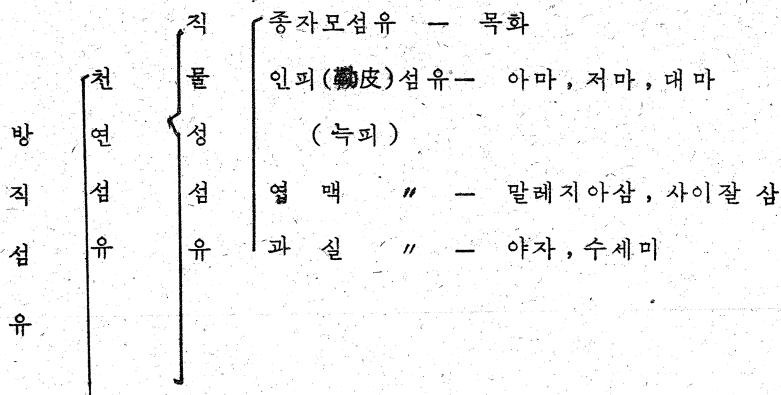 방직섬유
천연섬유
직물성섬유
종자모섬유 — 목화
인피(勒皮)섬유 — 아마, 저마, 대마
(늑피)
엽맥 〃 — 말레지아삼, 사이잘 삼
과실 〃 — 야자, 수세미